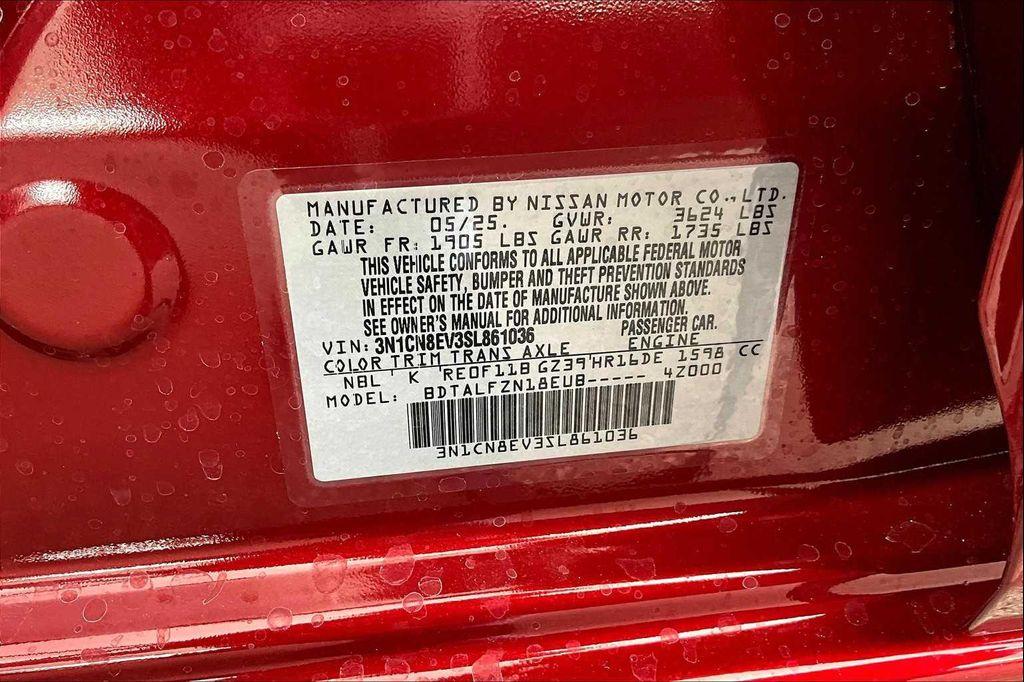 MANUFACTURED BY NISSAN MOTOR CO.,LTD.
DATE: 05/25. GVWR: 3624 LBS
GAWR FR: 1905 LBS GAWR RR: 1735 LBS
THIS VEHICLE CONFORMS TO ALL APPLICABLE FEDERAL MOTOR
VEHICLE SAFETY, BUMPER AND THEFT PREVENTION STANDARDS
IN EFFECT ON THE DATE OF MANUFACTURE SHOWN ABOVE.
SEE OWNER'S MANUAL FOR ADDITIONAL INFORMATION.
VIN: 3N1CN8EV3SL861036 PASSENGER CAR.
COLOR TRIM TRANS AXLE ENGINE
NBL K RE0F11B GZ39 HR16DE 1598 CC
MODEL: BDTALFZN18EUB----- 4Z000
3N1CN8EV3SL861036